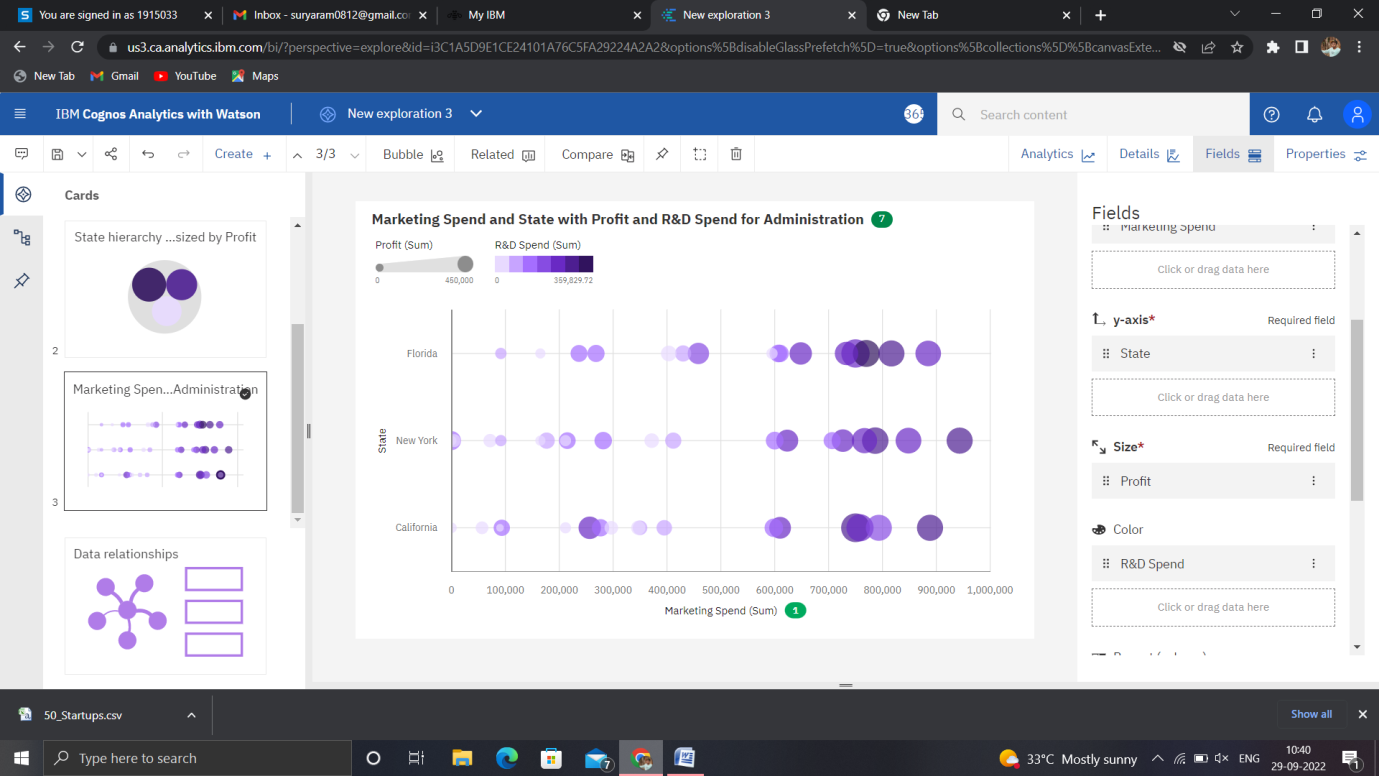 You are signed in as 1915033
Inbox - suryaram0812@gmail.co
My IBM
New exploration 3
New Tab
us3.ca.analytics.ibm.com/bi/?perspective=explore&id=i3C1A5D9E1CE24101A76C5FA29224A2A2&options%5BdisableGlassPrefetch%5D=true&options%5Bcollections%5D%5BcanvasExte...
New Tab
Gmail
YouTube
Maps
IBM Cognos Analytics with Watson
New exploration 3
365
Search content
Create +
3/3
Bubble
Related
Compare
Analytics
Details
Fields
Properties
Cards
State hierarchy ...sized by Profit
2
Marketing Spen...Administration
3
Data relationships
Marketing Spend and State with Profit and R&D Spend for Administration 7
Profit (Sum)
0 450,000
R&D Spend (Sum)
0 359,829.72
State
Florida
New York
California
0 100,000 200,000 300,000 400,000 500,000 600,000 700,000 800,000 900,000 1,000,000
Marketing Spend (Sum) 1
Fields
Marketing Spend
Click or drag data here
y-axis* Required field
State
Click or drag data here
Size* Required field
Profit
Color
R&D Spend
Click or drag data here
50_Startups.csv
Show all
Type here to search
7
33°C Mostly sunny
ENG
10:40
29-09-2022
1